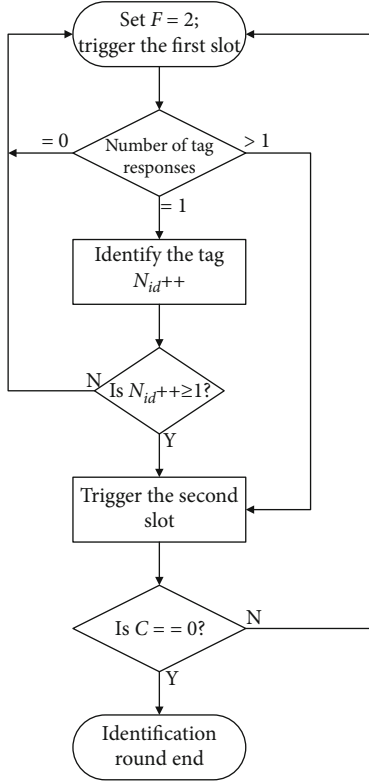 Set F = 2;
trigger the first slot
= 0
Number of tag
responses
> 1
= 1
Identify the tag
N_id++
N
Is N_id++≥1?
Y
Trigger the second
slot
Is C = = 0?
N
Y
Identification
round end